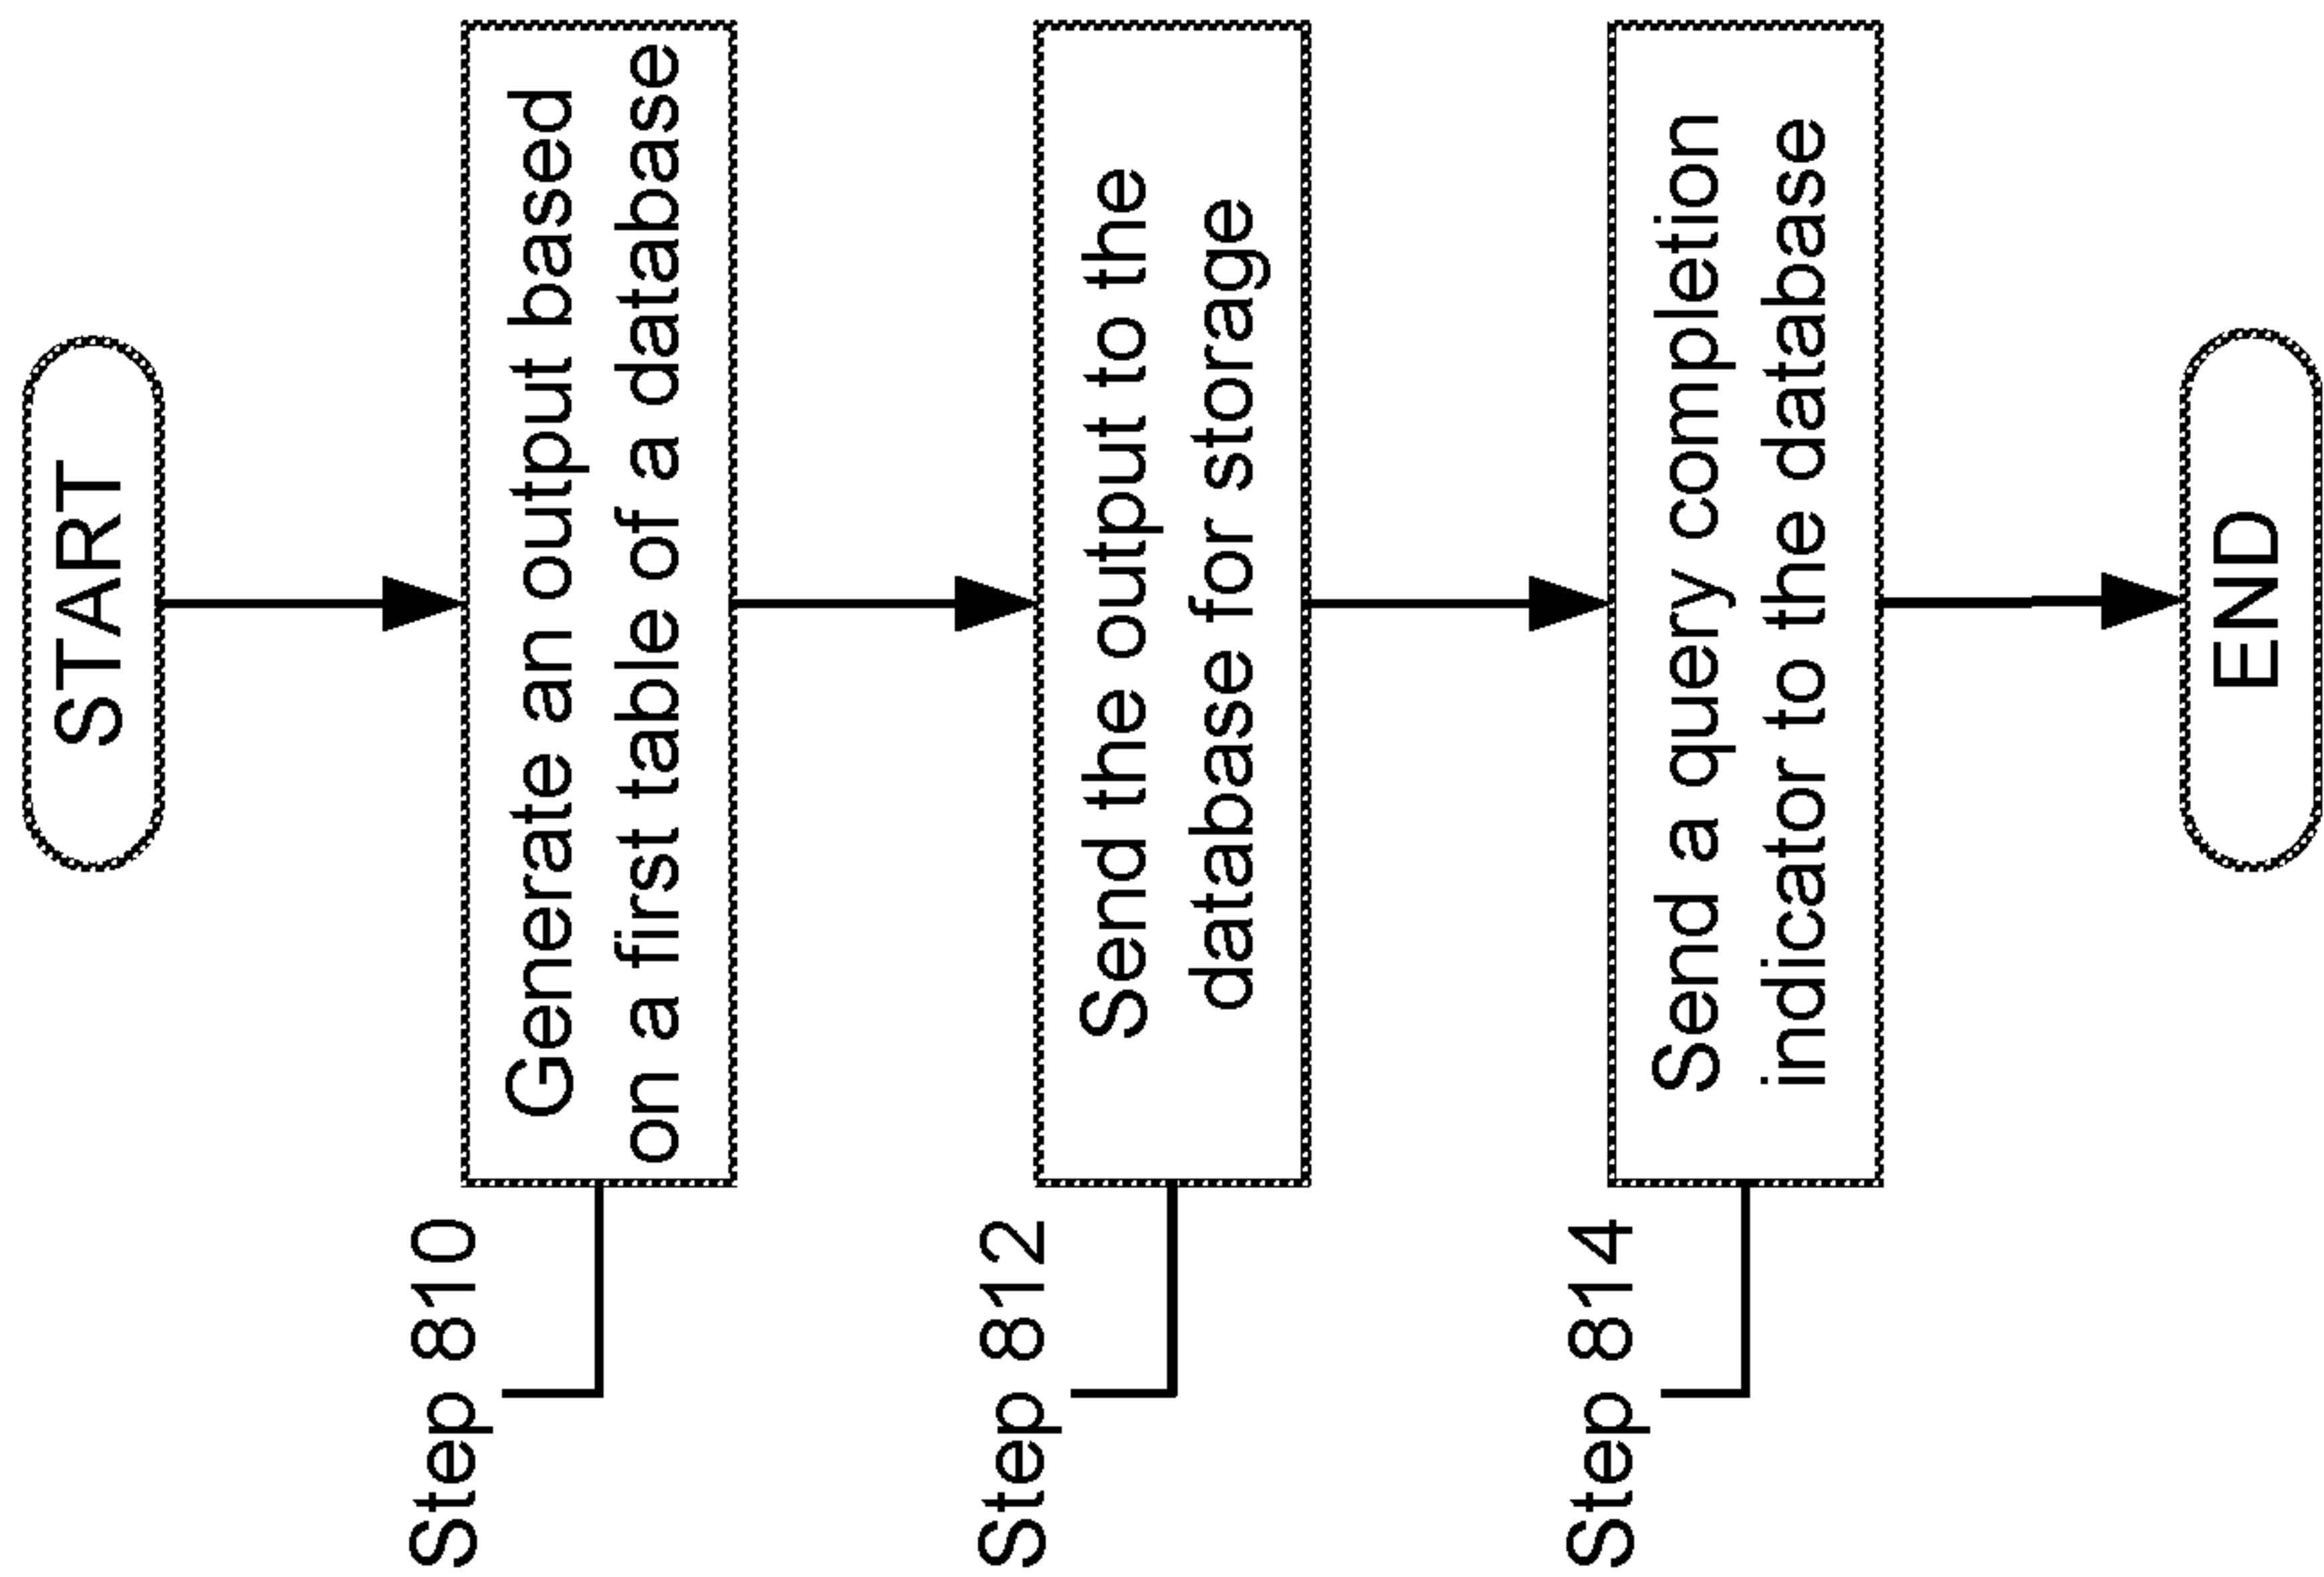 START
Step 810
Generate an output based
on a first table of a database
Step 812
Send the output to the
database for storage
Step 814
Send a query completion
indicator to the database
END